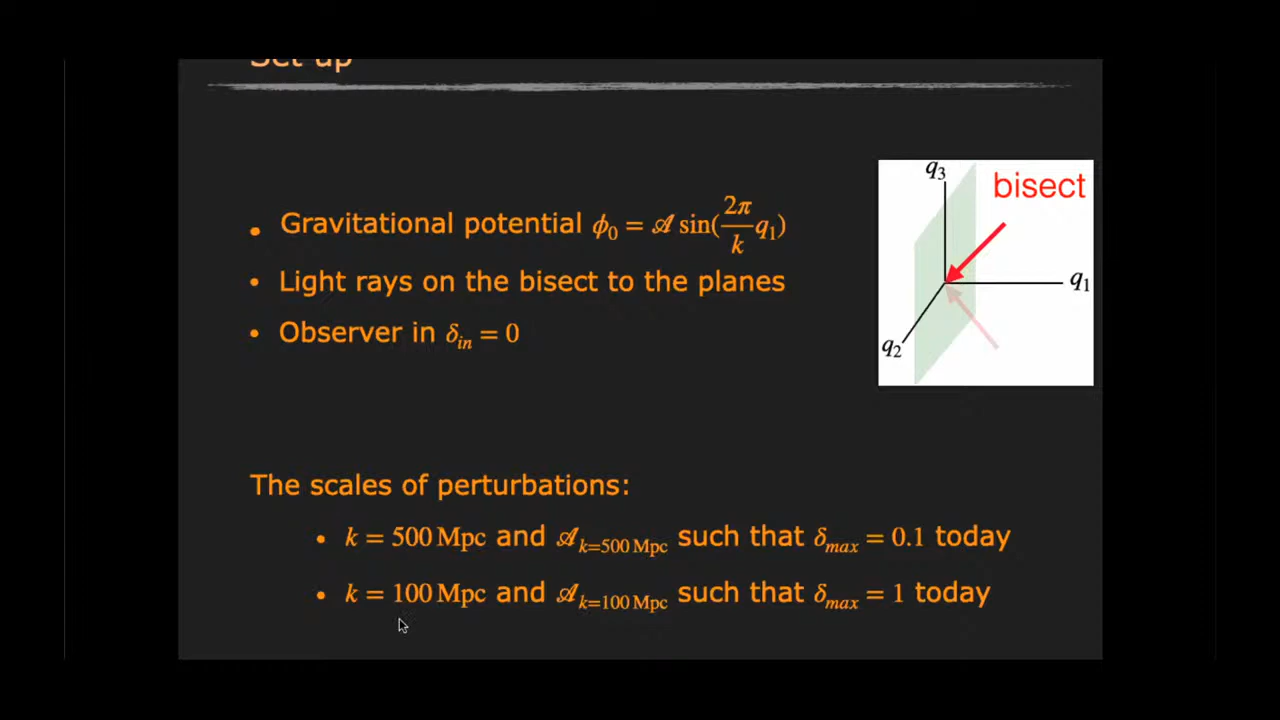 Set up
• Gravitational potential ϕ₀ = 𝒜 sin(2π/k q₁)
• Light rays on the bisect to the planes
• Observer in δ_in = 0
q₃
bisect
q₁
q₂
The scales of perturbations:
• k = 500 Mpc and 𝒜_k=500 Mpc such that δ_max = 0.1 today
• k = 100 Mpc and 𝒜_k=100 Mpc such that δ_max = 1 today